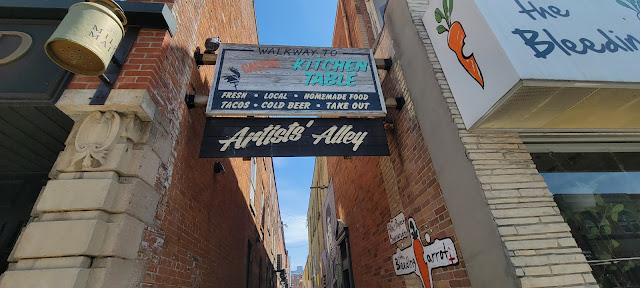 M
MAI
WALKWAY TO
KITCHEN
TABLE
FRESH • LOCAL • HOMEMADE FOOD
TACOS • COLD BEER • TAKE OUT
Artists' Alley
the
Bleedin
Bleeding Carrot